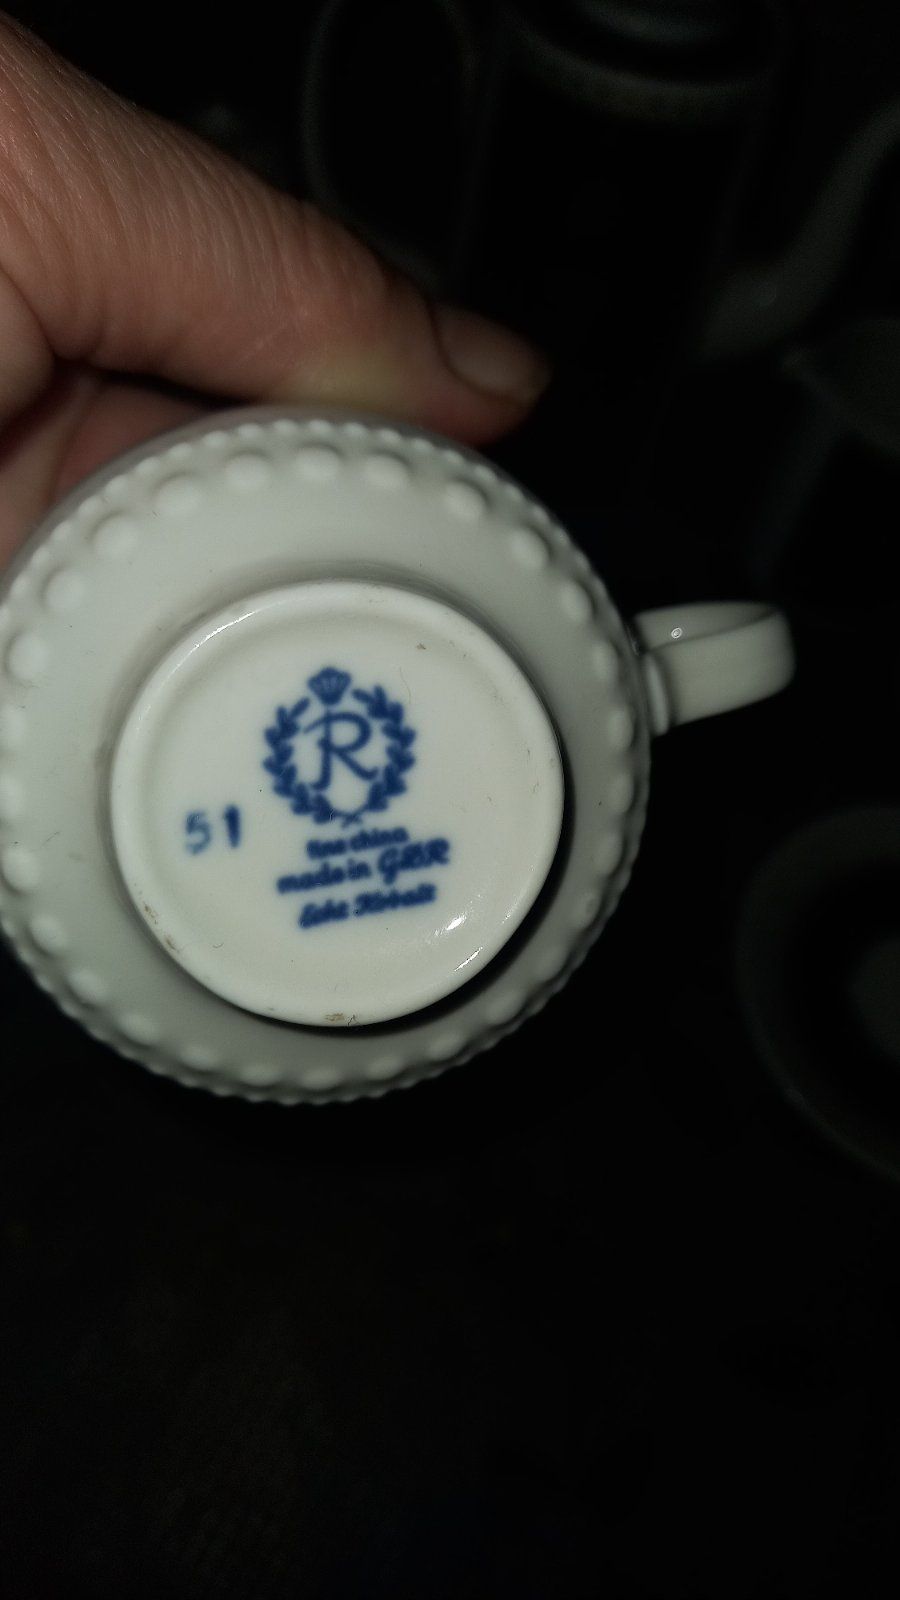 R
51
fine china
made in GDR
Echt Kobalt